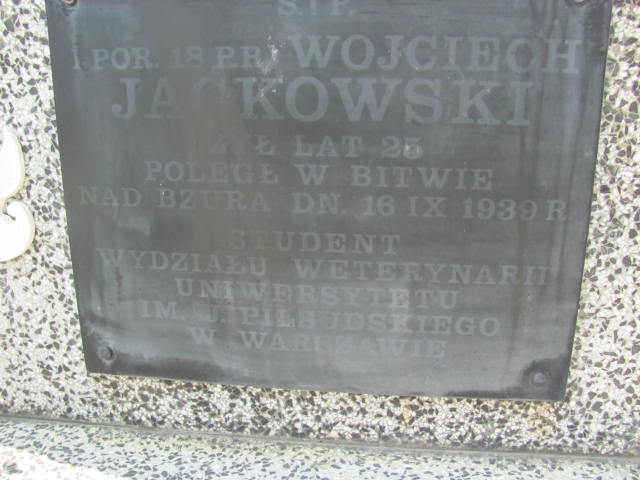 Ś.†P.
1 POR. 18 P.P. WOJCIECH
JACKOWSKI
ŻYŁ LAT 25
POLEGŁ W BITWIE
NAD BZURĄ DN. 16 IX 1939 R
STUDENT
WYDZIAŁU WETERYNARII
UNIWERSYTETU
IM. J. PIŁSUDSKIEGO
W WARSZAWIE